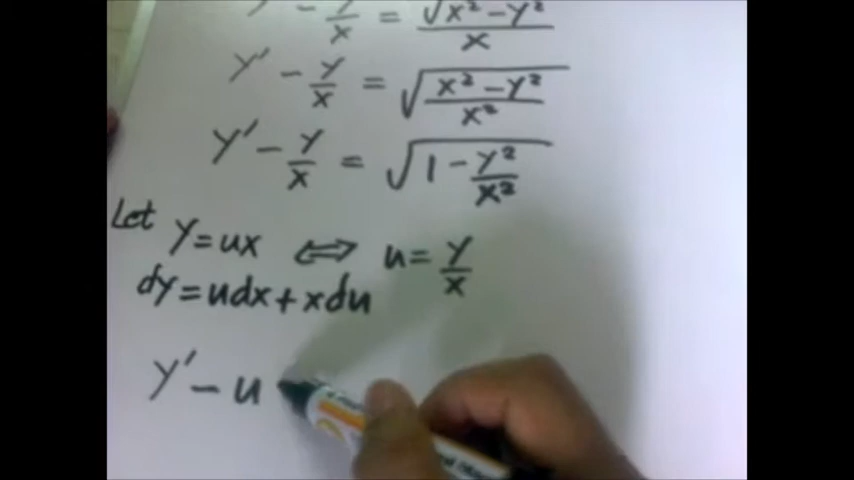 y' - y/x = √x² - y² / x
y' - y/x = √(x² - y² / x²)
y' - y/x = √(1 - y²/x²)
Let y = ux ⟺ u = y/x
dy = udx + xdu
y' - u